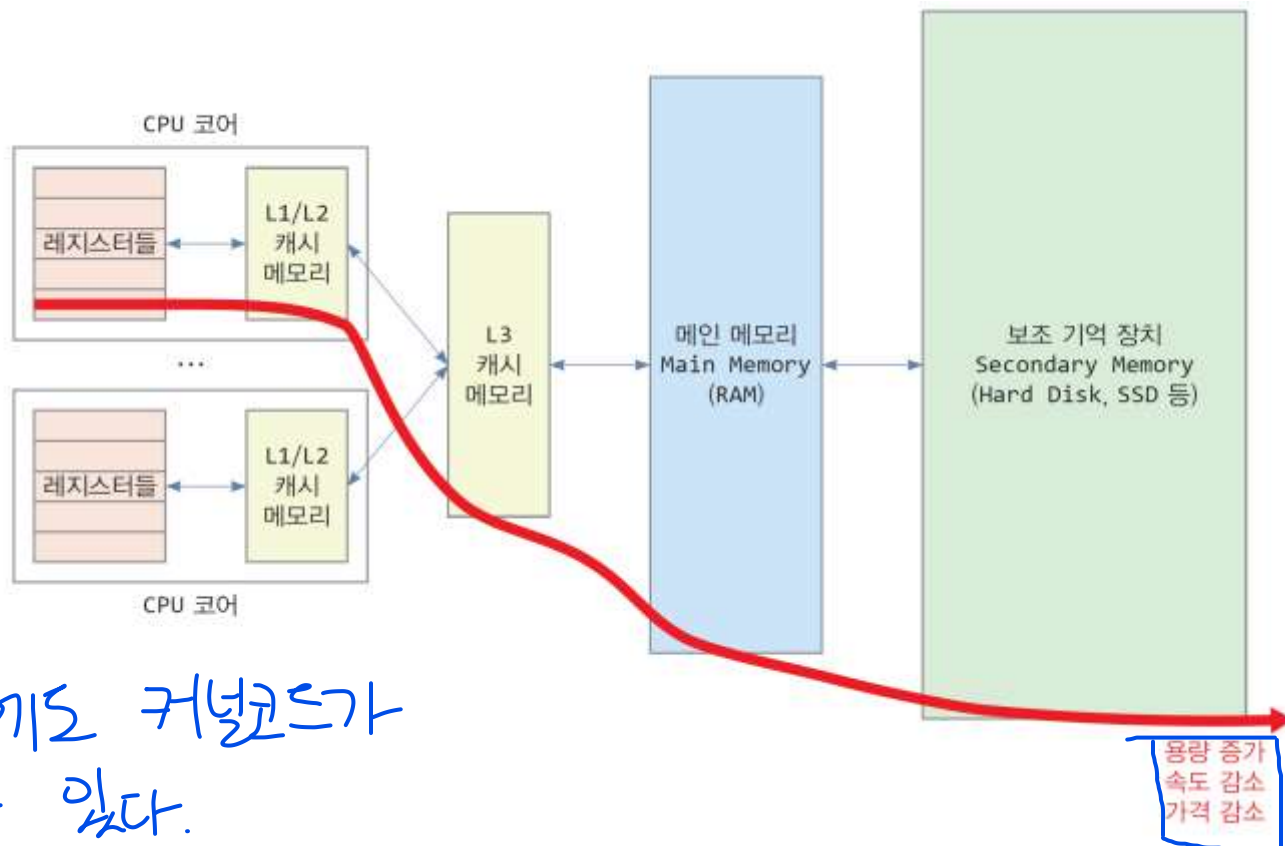 CPU 코어
레지스터들
L1/L2
캐시
메모리
...
레지스터들
L1/L2
캐시
메모리
CPU 코어
L3
캐시
메모리
메인 메모리
Main Memory
(RAM)
보조 기억 장치
Secondary Memory
(Hard Disk, SSD 등)
용량 증가
속도 감소
가격 감소
에도 커널코드가
있다.